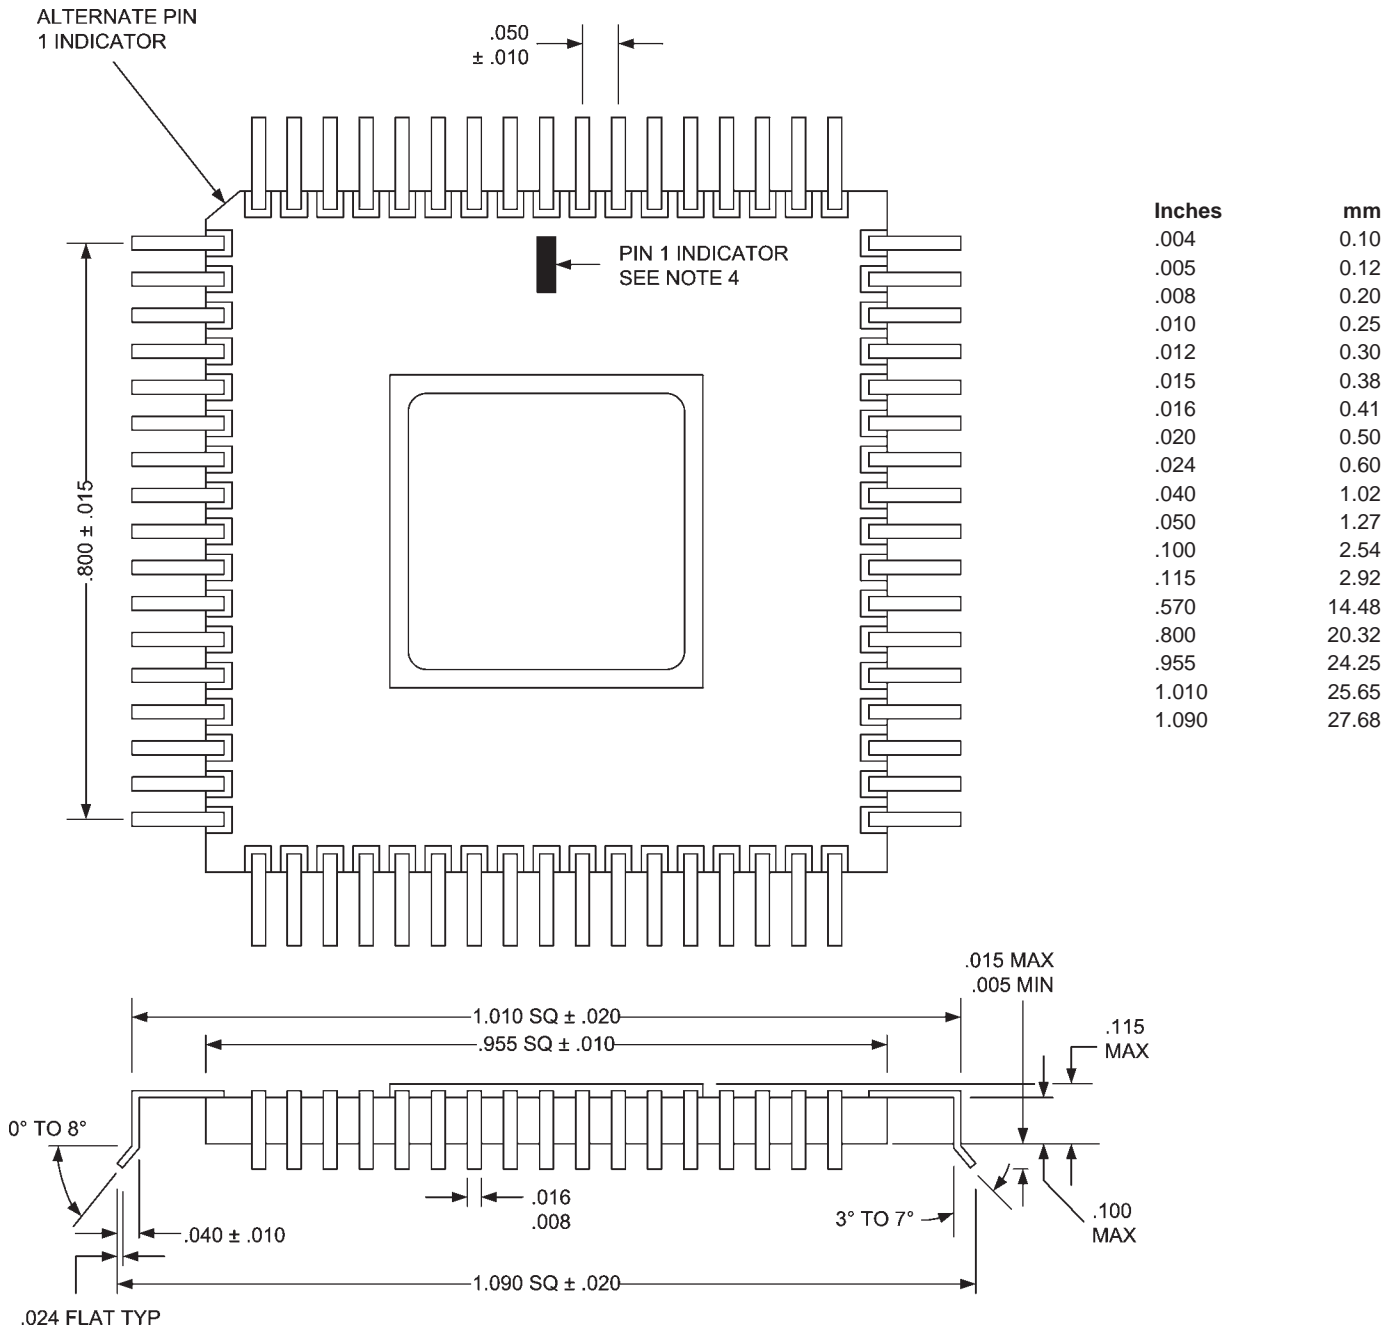 ALTERNATE PIN
1 INDICATOR
.050
± .010
PIN 1 INDICATOR
SEE NOTE 4
.800 ± .015
Inches mm
.004 0.10
.005 0.12
.008 0.20
.010 0.25
.012 0.30
.015 0.38
.016 0.41
.020 0.50
.024 0.60
.040 1.02
.050 1.27
.100 2.54
.115 2.92
.570 14.48
.800 20.32
.955 24.25
1.010 25.65
1.090 27.68
.015 MAX
.005 MIN
1.010 SQ ± .020
.955 SQ ± .010
.115
MAX
0° TO 8°
.016
.008
3° TO 7°
.100
MAX
.040 ± .010
1.090 SQ ± .020
.024 FLAT TYP